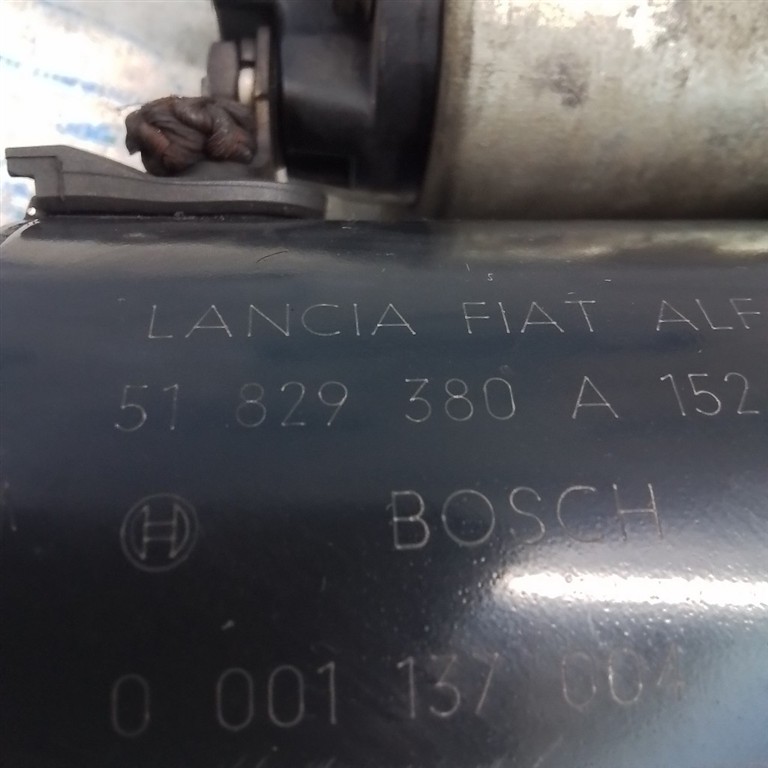 LANCIA FIAT ALF
51 829 380 A 152
BOSCH
0 001 137 004